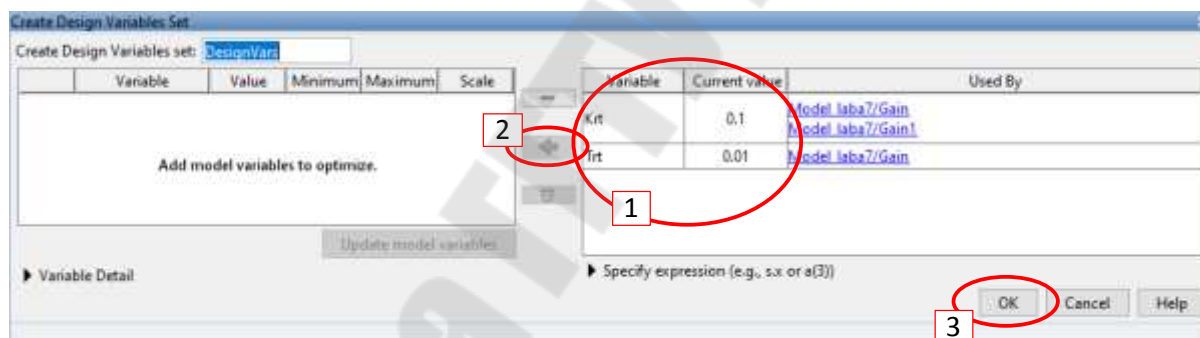 Create Design Variables Set
Create Design Variables set: DesignVars
Variable Value Minimum Maximum Scale
Add model variables to optimize.
Update model variables
Variable Detail
2
Variable Current value Used By
Krt 0.1 Model_laba7/Gain
Model_laba7/Gain1
Trt 0.01 Model_laba7/Gain
1
Specify expression (e.g., s.x or a(3))
OK Cancel Help
3